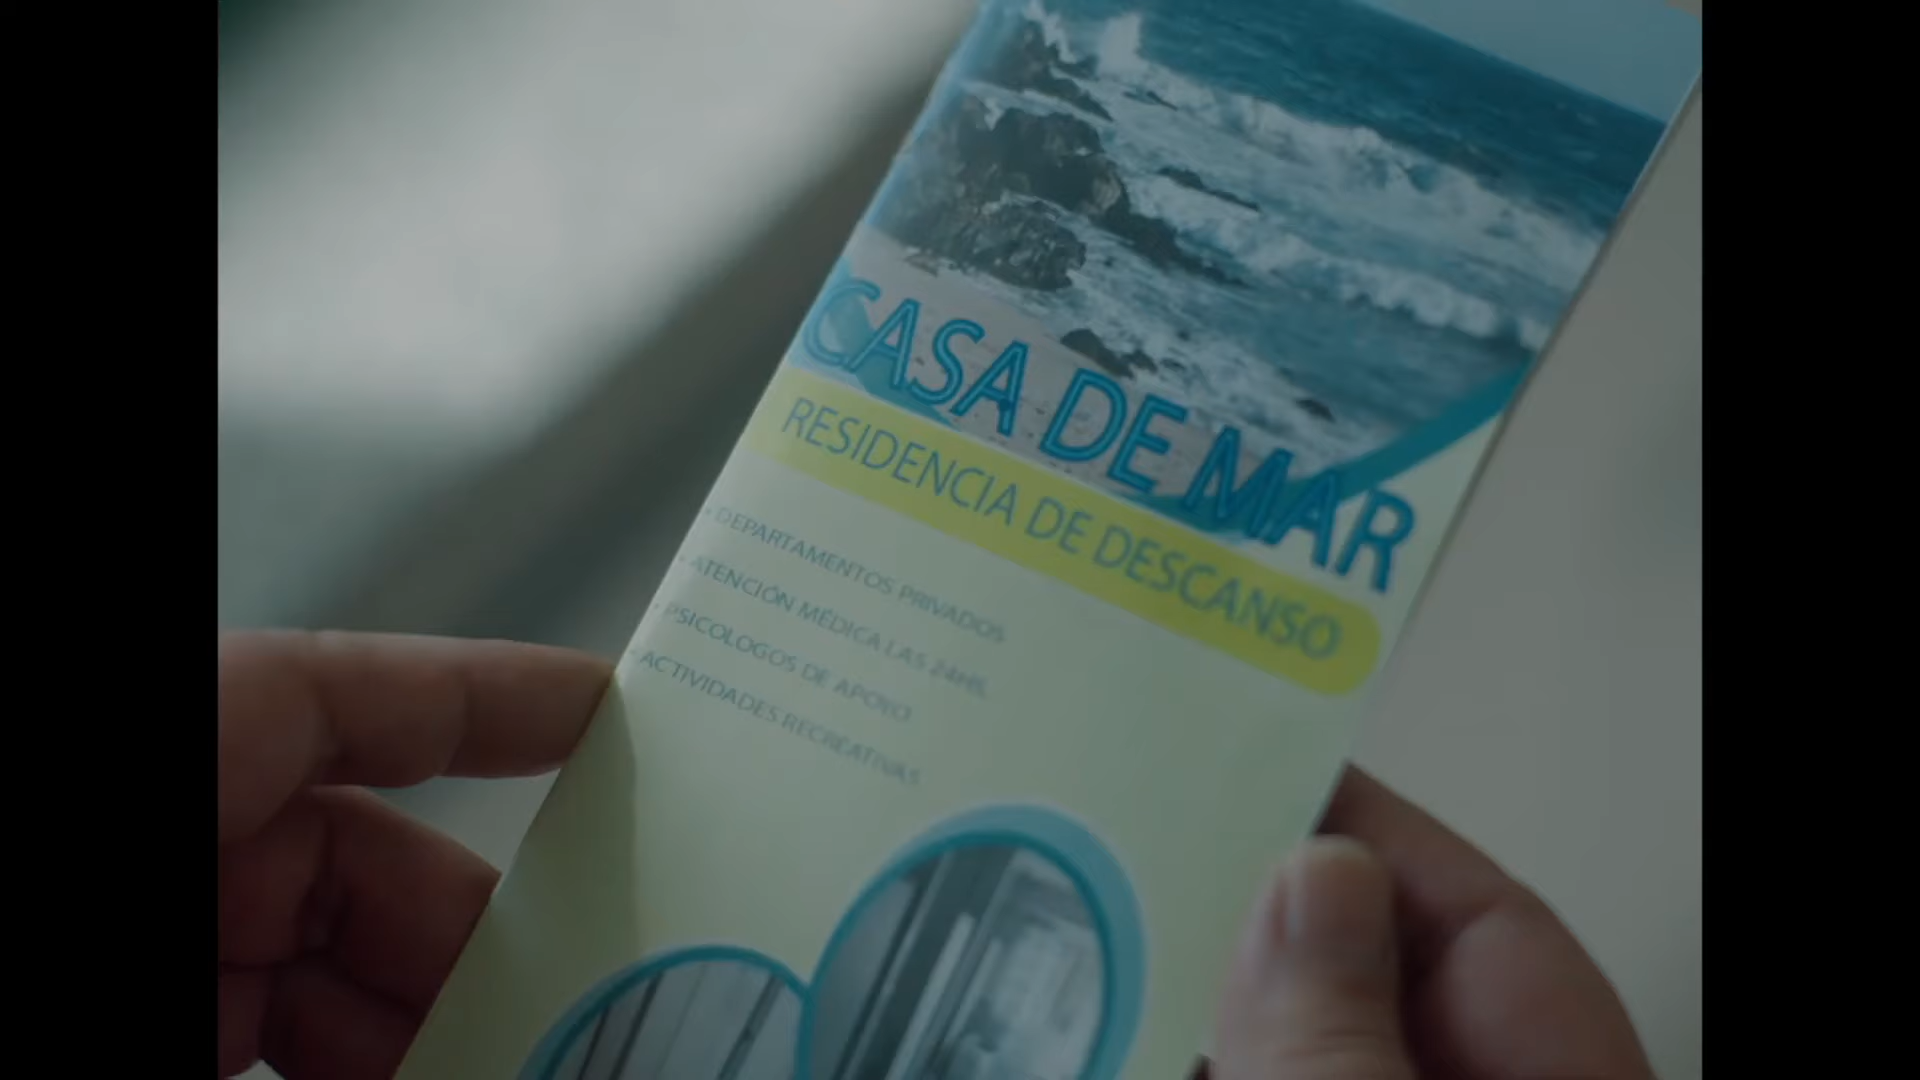 CASA DE MAR
RESIDENCIA DE DESCANSO
• DEPARTAMENTOS PRIVADOS
• ATENCIÓN MÉDICA LAS 24HS.
• PSICOLOGOS DE APOYO
• ACTIVIDADES RECREATIVAS